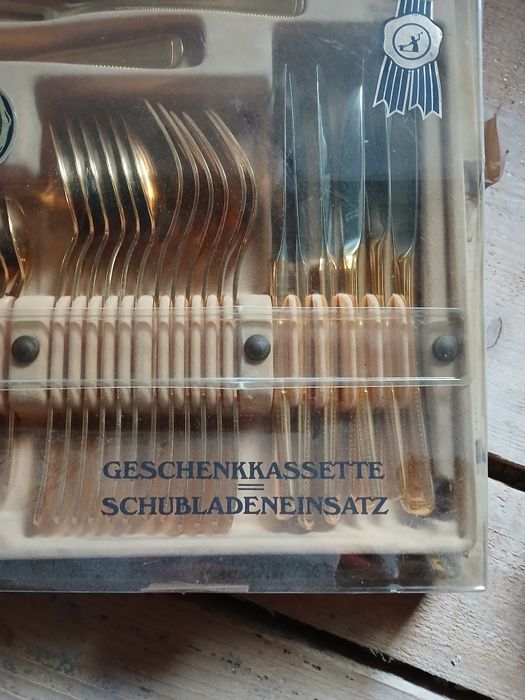 GESCHENKKASSETTE
=
SCHUBLADENEINSATZ